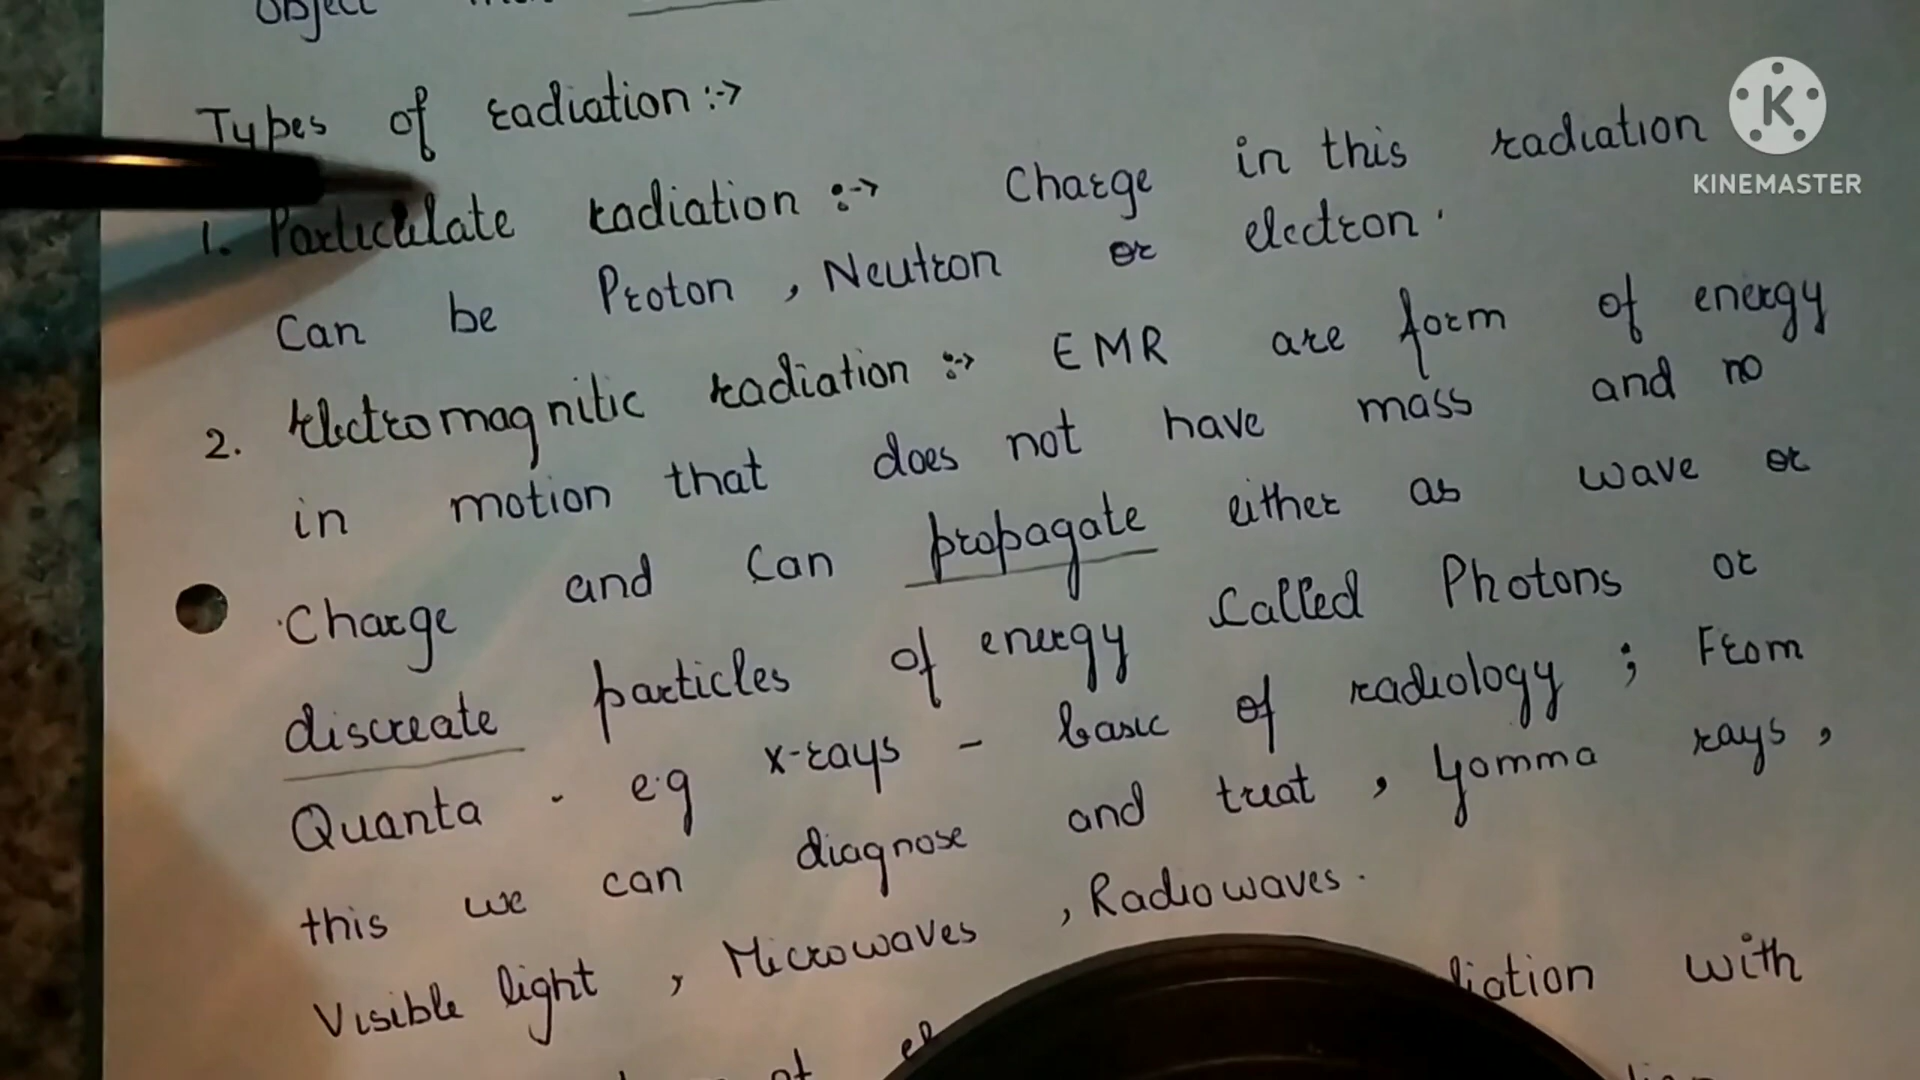 object
Types of radiation :->
1. Particulate radiation :-> Charge in this radiation
can be Proton , Neutron or electron.
2. Electromagnitic radiation :-> EMR are form of energy
in motion that does not have mass and no
Charge and can propagate either as wave or
discreate particles of energy called Photons or
Quanta . e.g x-rays - basic of radiology ; From
this we can diagnose and treat , Yomma rays ,
Visible light , Microwaves , Radiowaves .
with
KINEMASTER